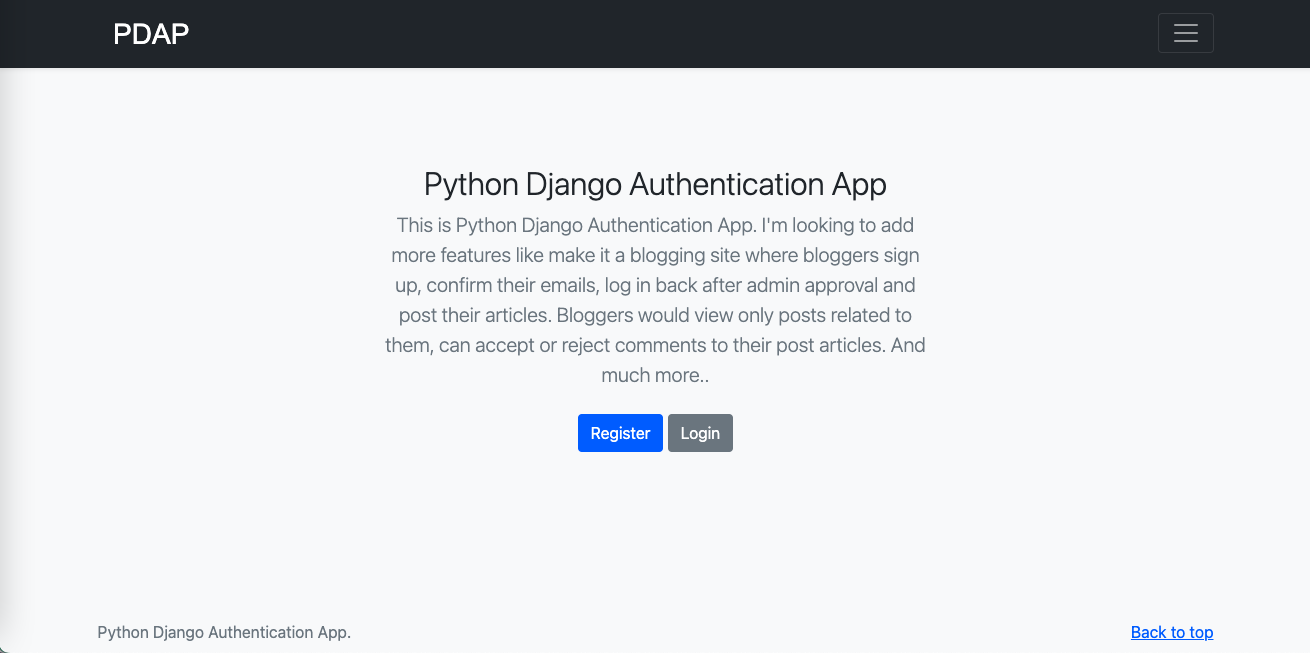 PDAP
Python Django Authentication App
This is Python Django Authentication App. I'm looking to add
more features like make it a blogging site where bloggers sign
up, confirm their emails, log in back after admin approval and
post their articles. Bloggers would view only posts related to
them, can accept or reject comments to their post articles. And
much more..
Register Login
Python Django Authentication App. Back to top